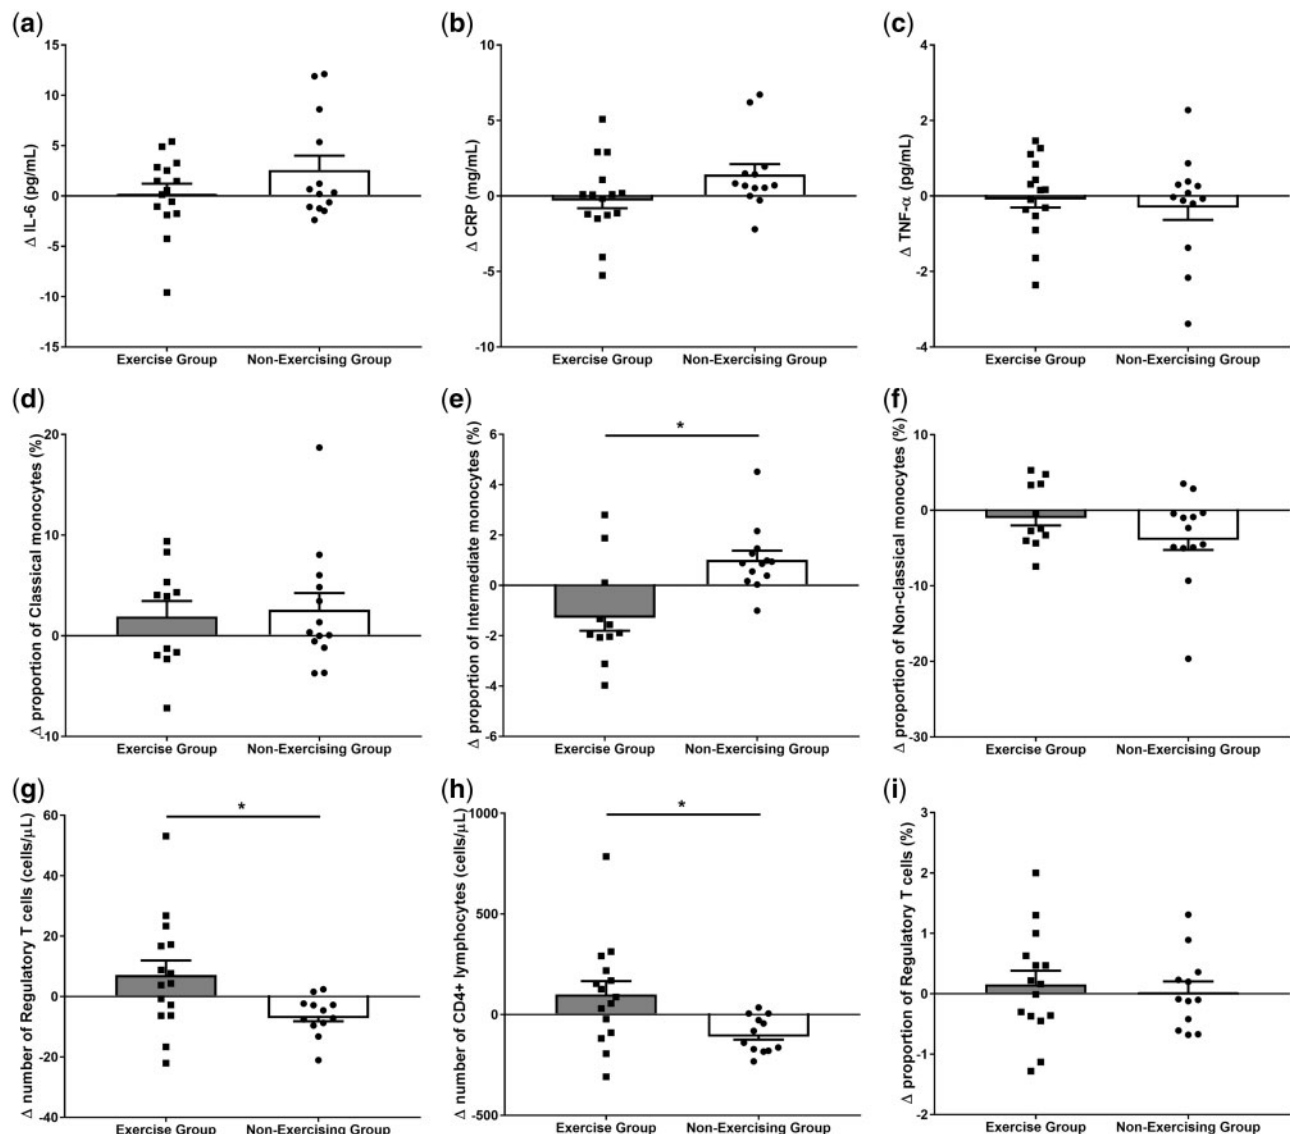 (a)
Δ IL-6 (pg/mL)
15
10
5
0
-5
-10
-15
Exercise Group
Non-Exercising Group
(b)
Δ CRP (mg/mL)
10
5
0
-5
-10
Exercise Group
Non-Exercising Group
(c)
Δ TNF-α (pg/mL)
4
2
0
-2
-4
Exercise Group
Non-Exercising Group
(d)
Δ proportion of Classical monocytes (%)
20
10
0
-10
Exercise Group
Non-Exercising Group
(e)
Δ proportion of Intermediate monocytes (%)
6
4
2
0
-2
-4
-6
*
Exercise Group
Non-Exercising Group
(f)
Δ proportion of Non-classical monocytes (%)
10
0
-10
-20
-30
Exercise Group
Non-Exercising Group
(g)
Δ number of Regulatory T cells (cells/μL)
60
40
20
0
-20
-40
*
Exercise Group
Non-Exercising Group
(h)
Δ number of CD4+ lymphocytes (cells/μL)
1000
500
0
-500
*
Exercise Group
Non-Exercising Group
(i)
Δ proportion of Regulatory T cells (%)
3
2
1
0
-1
-2
Exercise Group
Non-Exercising Group